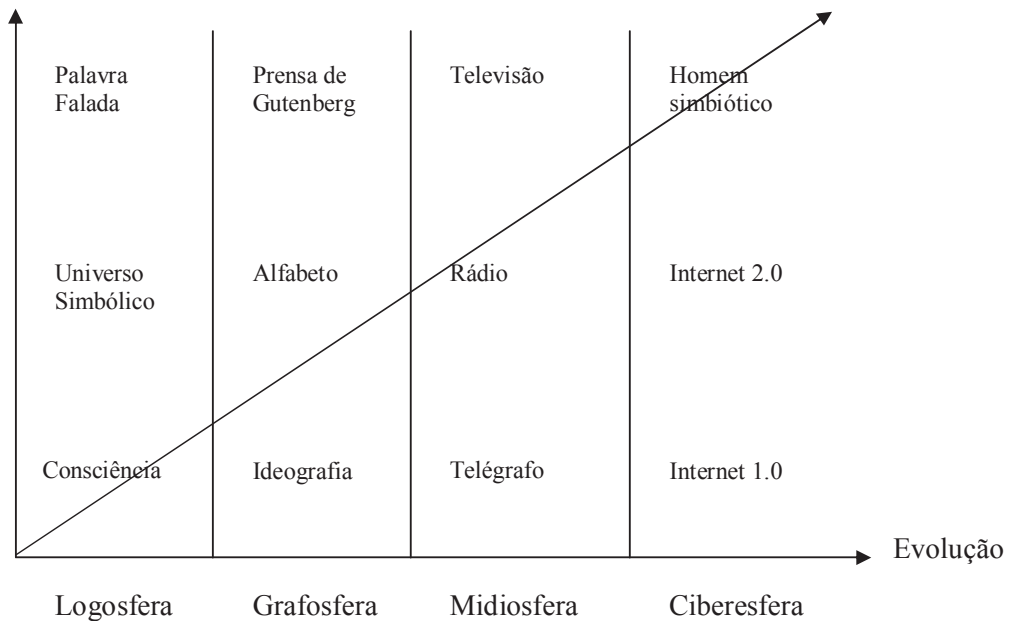 Palavra
Falada
Prensa de
Gutenberg
Televisão
Homem
simbiótico
Universo
Simbólico
Alfabeto
Rádio
Internet 2.0
Consciência
Ideografia
Telégrafo
Internet 1.0
Evolução
Logosfera
Grafosfera
Midiosfera
Ciberesfera